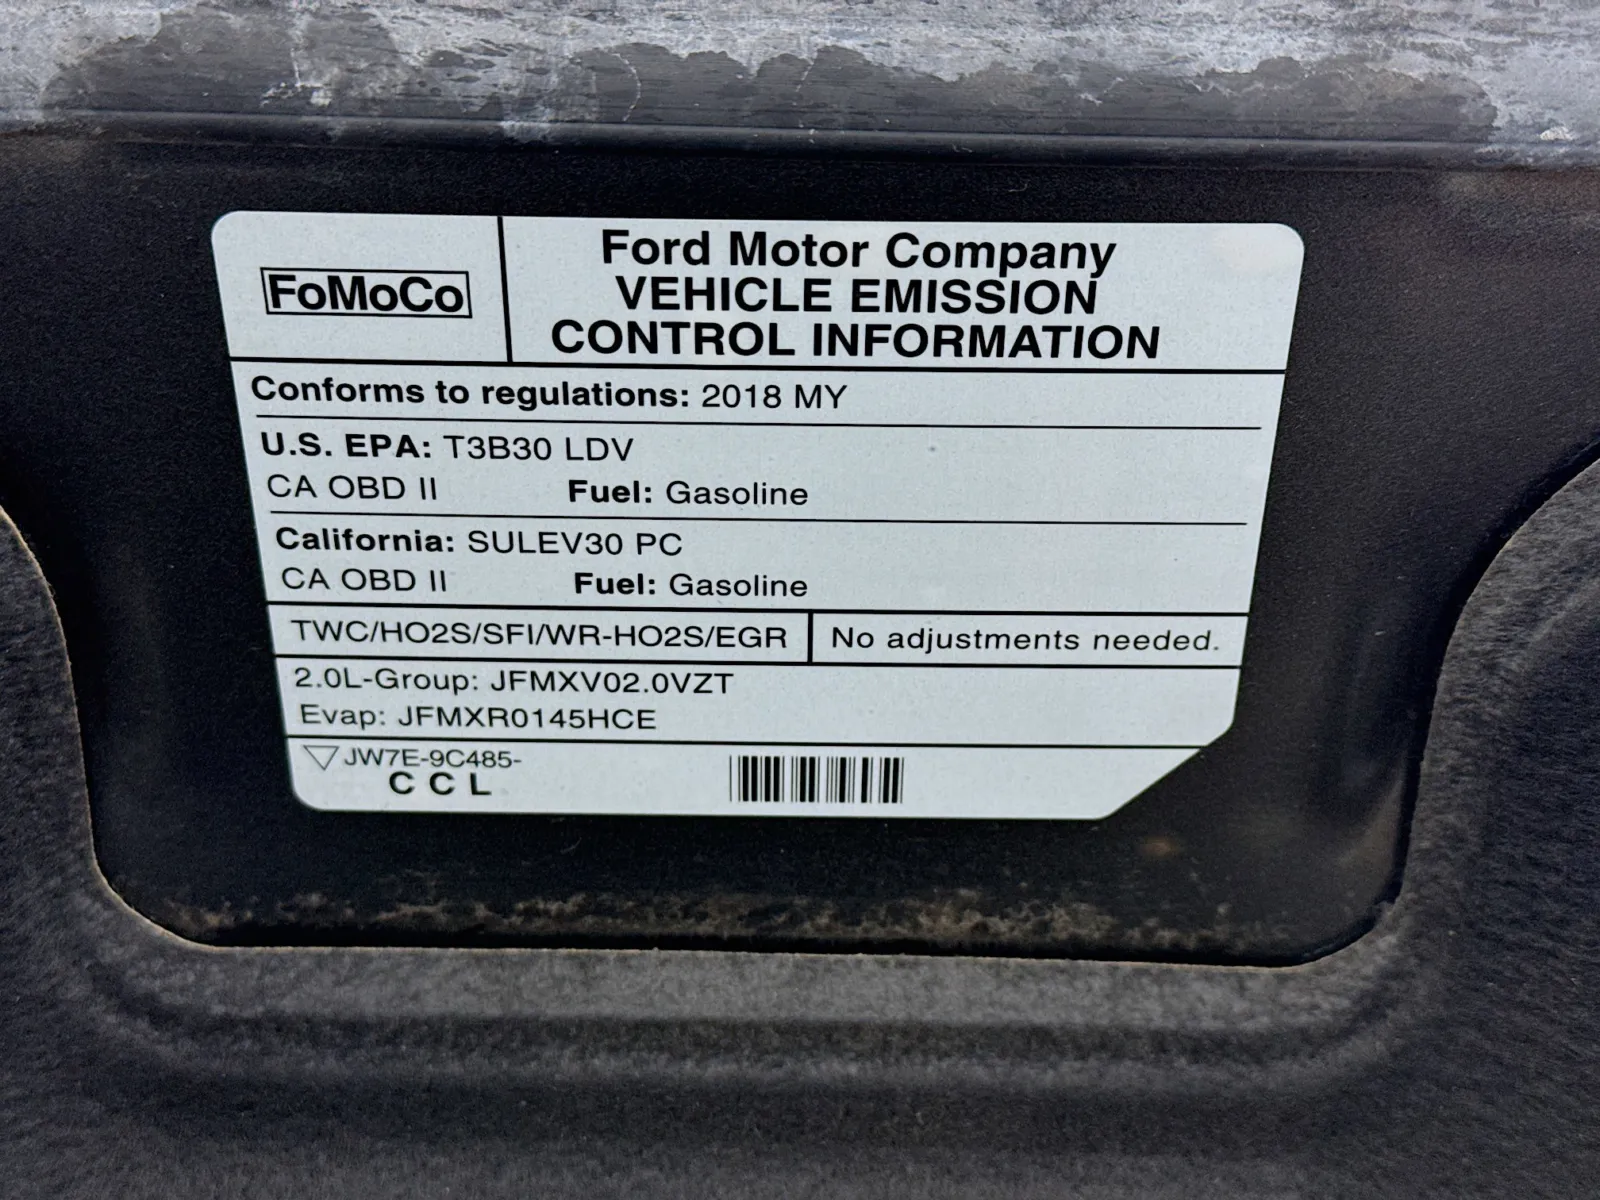 FoMoCo
Ford Motor Company
VEHICLE EMISSION
CONTROL INFORMATION
Conforms to regulations: 2018 MY
U.S. EPA: T3B30 LDV
CA OBD II Fuel: Gasoline
California: SULEV30 PC
CA OBD II Fuel: Gasoline
TWC/HO2S/SFI/WR-HO2S/EGR No adjustments needed.
2.0L-Group: JFMXV02.0VZT
Evap: JFMXR0145HCE
JW7E-9C485-
C C L